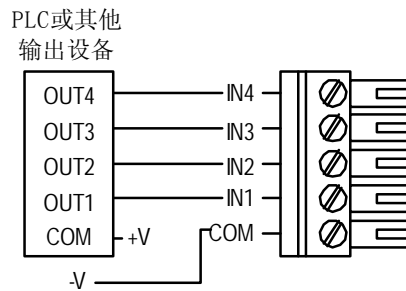 PLC或其他
输出设备
OUT4 IN4
OUT3 IN3
OUT2 IN2
OUT1 IN1
COM +V COM
-V